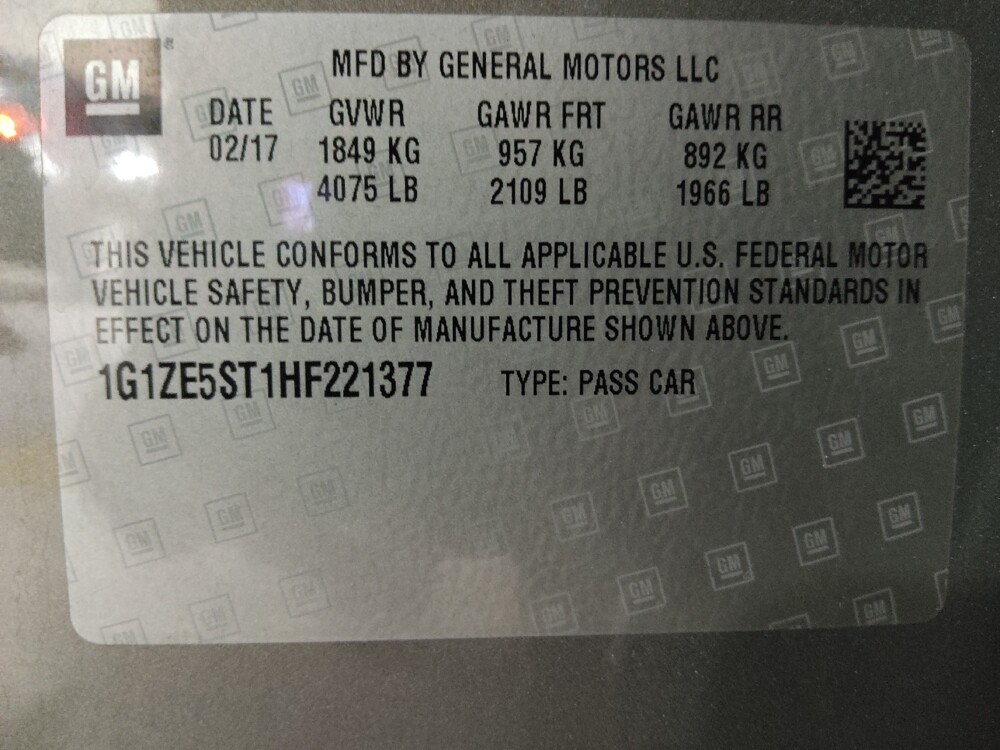 GM
MFD BY GENERAL MOTORS LLC
DATE GVWR GAWR FRT GAWR RR
02/17 1849 KG 957 KG 892 KG
4075 LB 2109 LB 1966 LB
THIS VEHICLE CONFORMS TO ALL APPLICABLE U.S. FEDERAL MOTOR
VEHICLE SAFETY, BUMPER, AND THEFT PREVENTION STANDARDS IN
EFFECT ON THE DATE OF MANUFACTURE SHOWN ABOVE.
1G1ZE5ST1HF221377 TYPE: PASS CAR